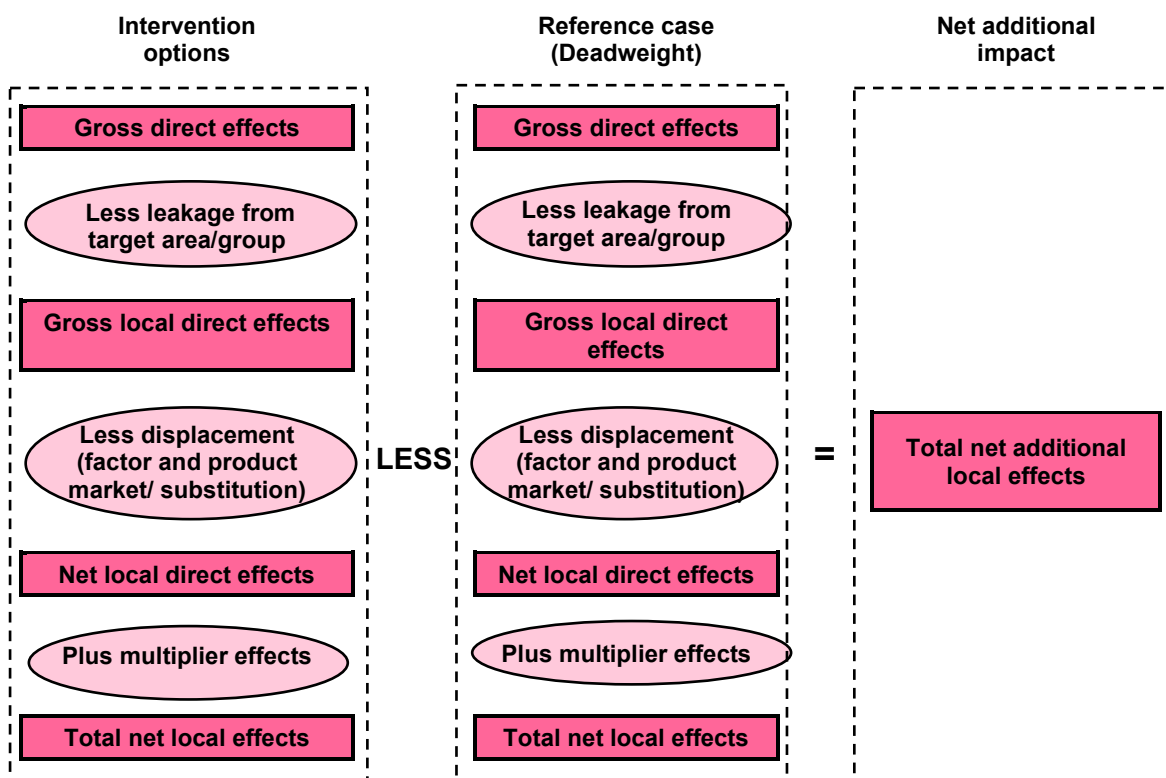 Intervention
options
Gross direct effects
Less leakage from
target area/group
Gross local direct effects
Less displacement
(factor and product
market/ substitution)
Net local direct effects
Plus multiplier effects
Total net local effects
LESS
Reference case
(Deadweight)
Gross direct effects
Less leakage from
target area/group
Gross local direct
effects
Less displacement
(factor and product
market/ substitution)
Net local direct effects
Plus multiplier effects
Total net local effects
=
Net additional
impact
Total net additional
local effects